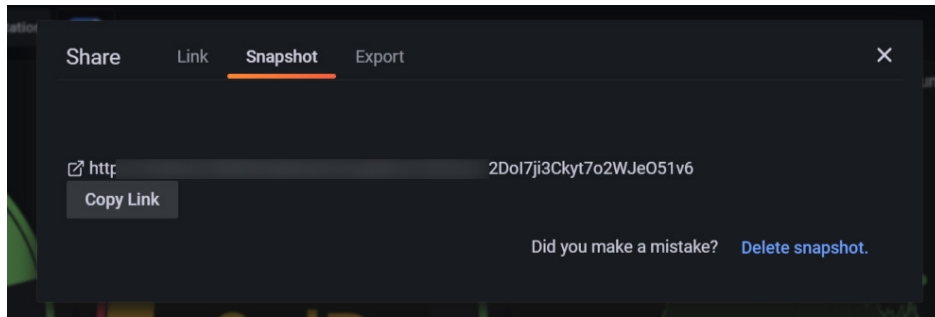 Share Link Snapshot Export
http 2DoI7ji3Ckyt7o2WJeO51v6
Copy Link
Did you make a mistake? Delete snapshot.